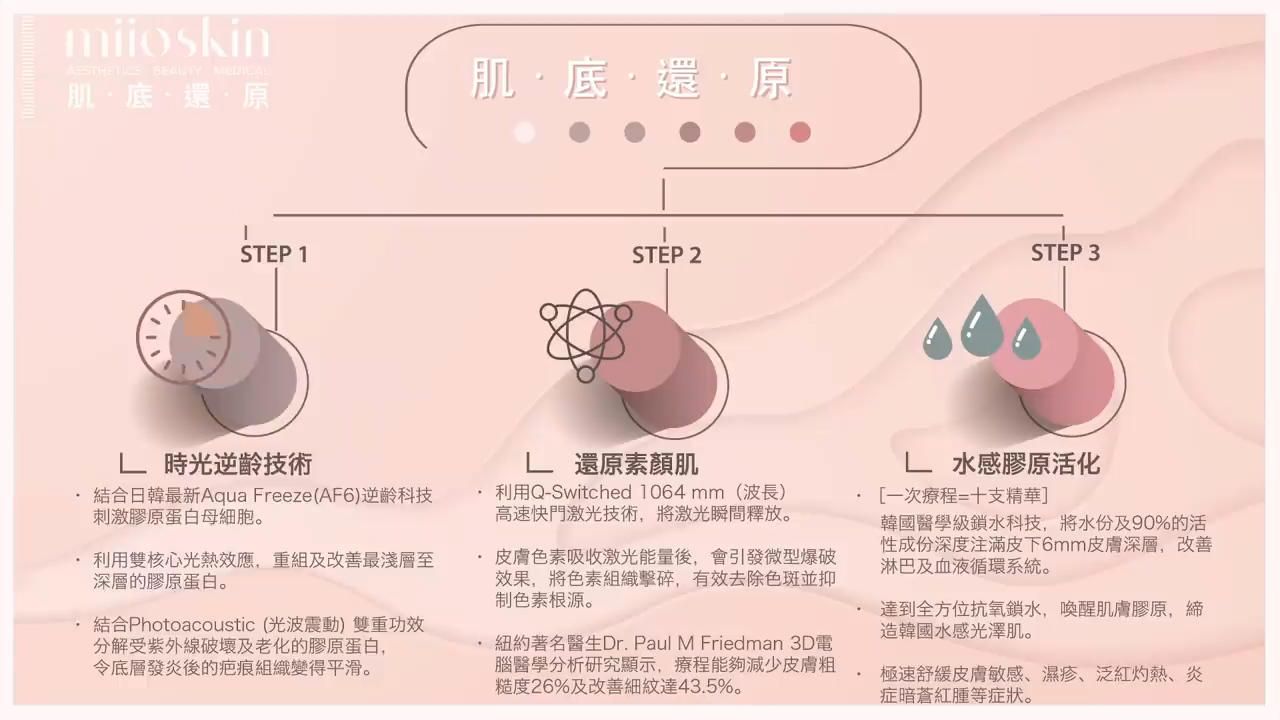 miioskin
AESTHETICS · BEAUTY · MEDICAL
肌 · 底 · 還 · 原
肌 · 底 · 還 · 原
STEP 1
時光逆齡技術
· 結合日韓最新Aqua Freeze(AF6)逆齡科技
刺激膠原蛋白母細胞。
· 利用雙核心光熱效應，重組及改善最淺層至
深層的膠原蛋白。
· 結合Photoacoustic (光波震動) 雙重功效
分解受紫外線破壞及老化的膠原蛋白，
令底層發炎後的疤痕組織變得平滑。
STEP 2
還原素顏肌
· 利用Q-Switched 1064 mm（波長）
高速快門激光技術，將激光瞬間釋放。
· 皮膚色素吸收激光能量後，會引發微型爆破
效果，將色素組織擊碎，有效去除色斑並抑
制色素根源。
· 紐約著名醫生Dr. Paul M Friedman 3D電
腦醫學分析研究顯示，療程能夠減少皮膚粗
糙度26%及改善細紋達43.5%。
STEP 3
水感膠原活化
· [一次療程=十支精華]
韓國醫學級鎖水科技，將水份及90%的活
性成份深度注滿皮下6mm皮膚深層，改善
淋巴及血液循環系統。
· 達到全方位抗氧鎖水，喚醒肌膚膠原，締
造韓國水感光澤肌。
· 極速舒緩皮膚敏感、濕疹、泛紅灼熱、炎
症暗蒼紅腫等症狀。